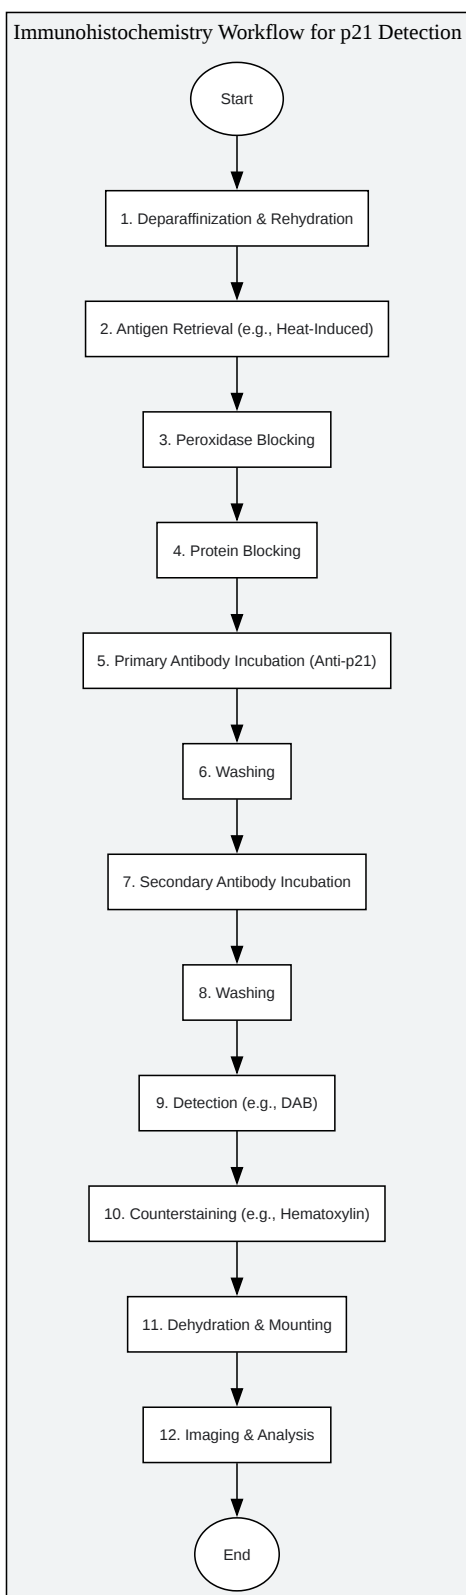 Immunohistochemistry Workflow for p21 Detection
Start
1. Deparaffinization & Rehydration
2. Antigen Retrieval (e.g., Heat-Induced)
3. Peroxidase Blocking
4. Protein Blocking
5. Primary Antibody Incubation (Anti-p21)
6. Washing
7. Secondary Antibody Incubation
8. Washing
9. Detection (e.g., DAB)
10. Counterstaining (e.g., Hematoxylin)
11. Dehydration & Mounting
12. Imaging & Analysis
End